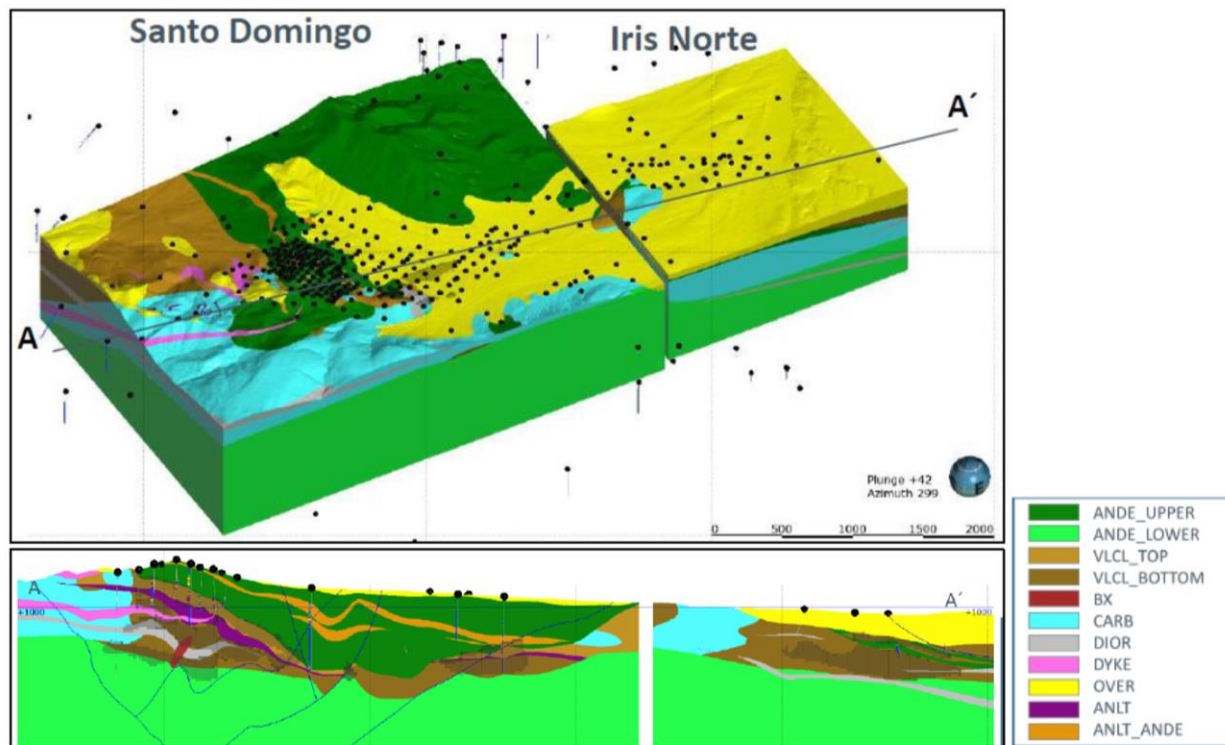 Santo Domingo
Iris Norte
A´
A
Plunge +42
Azimuth 299
E
0 500 1000 1500 2000
A
+1000
A´
+1000
ANDE_UPPER
ANDE_LOWER
VLCL_TOP
VLCL_BOTTOM
BX
CARB
DIOR
DYKE
OVER
ANLT
ANLT_ANDE